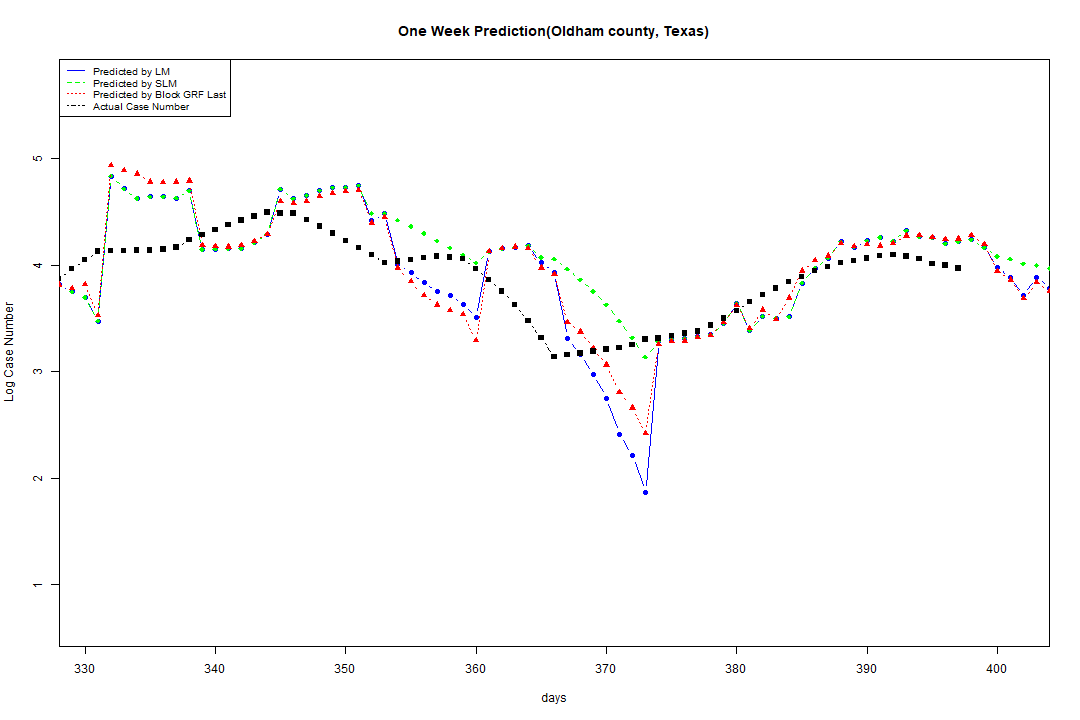 One Week Prediction(Oldham county, Texas)
Predicted by LM
Predicted by SLM
Predicted by Block GRF Last
Actual Case Number
5
4
3
2
1
Log Case Number
330 340 350 360 370 380 390 400
days